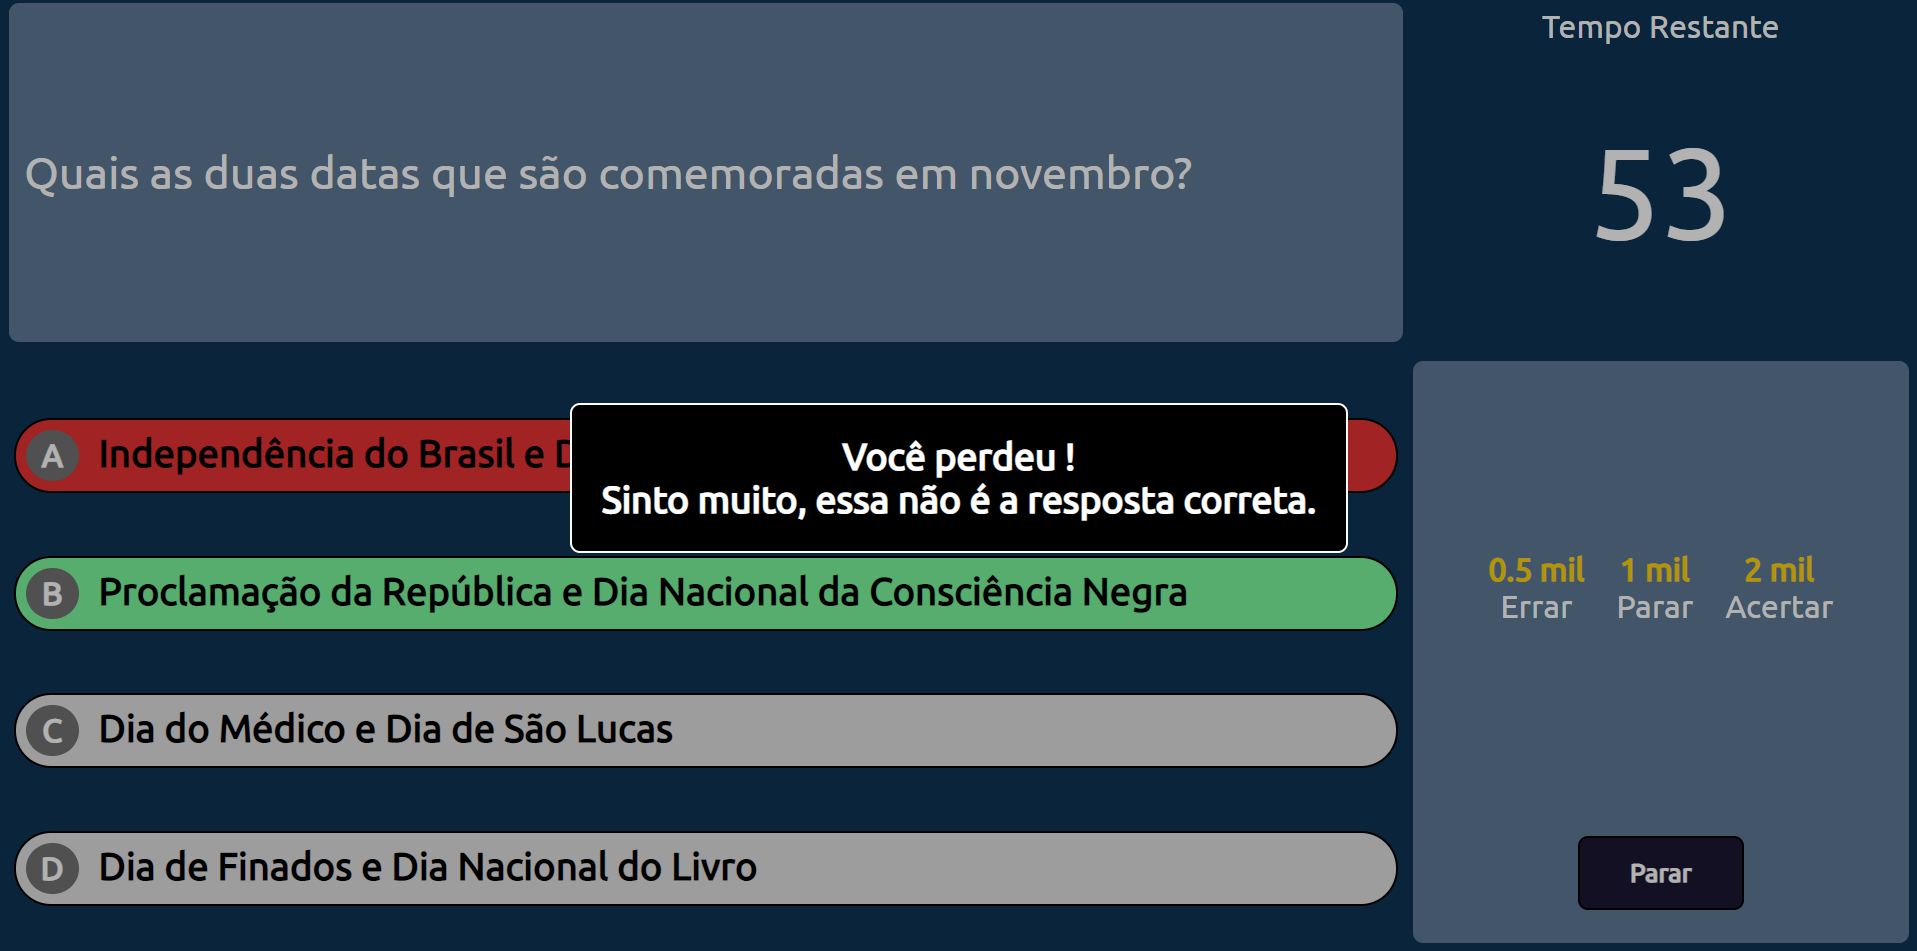 Quais as duas datas que são comemoradas em novembro?
Tempo Restante
53
A Independência do Brasil e
Você perdeu !
Sinto muito, essa não é a resposta correta.
B Proclamação da República e Dia Nacional da Consciência Negra
C Dia do Médico e Dia de São Lucas
D Dia de Finados e Dia Nacional do Livro
0.5 mil 1 mil 2 mil
Errar Parar Acertar
Parar